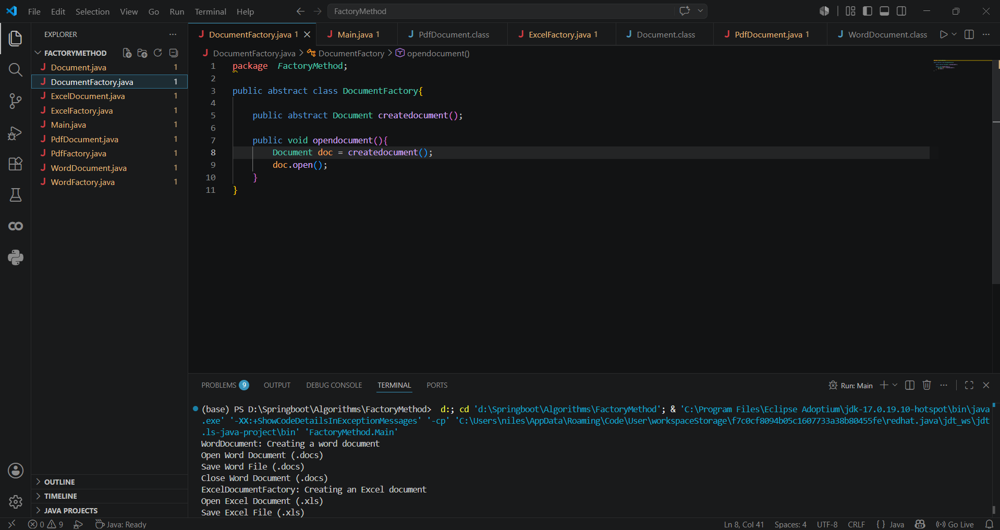 File Edit Selection View Go Run Terminal Help FactoryMethod
EXPLORER
FACTORYMETHOD
Document.java 1
DocumentFactory.java 1
ExcelDocument.java 1
ExcelFactory.java 1
Main.java 1
PdfDocument.java 1
PdfFactory.java 1
WordDocument.java 1
WordFactory.java 1
OUTLINE
TIMELINE
JAVA PROJECTS
DocumentFactory.java 1 Main.java 1 PdfDocument.class ExcelFactory.java 1 Document.class PdfDocument.java 1 WordDocument.class
DocumentFactory.java > DocumentFactory > opendocument()
1 package FactoryMethod;
2
3 public abstract class DocumentFactory{
4
5 public abstract Document createdocument();
6
7 public void opendocument(){
8 Document doc = createdocument();
9 doc.open();
10 }
11 }
PROBLEMS 9 OUTPUT DEBUG CONSOLE TERMINAL PORTS Run: Main
(base) PS D:\Springboot\Algorithms\FactoryMethod> d:; cd 'd:\Springboot\Algorithms\FactoryMethod'; & 'C:\Program Files\Eclipse Adoptium\jdk-17.0.19.10-hotspot\bin\java
.exe' '-XX:+ShowCodeDetailsInExceptionMessages' '-cp' 'C:\Users\niles\AppData\Roaming\Code\User\workspaceStorage\f7c0cf8094b05c1607733a38b80455fe\redhat.java\jdt_ws\jdt
.ls-java-project\bin' 'FactoryMethod.Main'
WordDocument: Creating a word document
Open Word Document (.docs)
Save Word File (.docs)
Close Word Document (.docs)
ExcelDocumentFactory: Creating an Excel document
Open Excel Document (.xls)
Save Excel File (.xls)
0 9 Java: Ready Ln 8, Col 41 Spaces: 4 UTF-8 CRLF { } Java Go Live